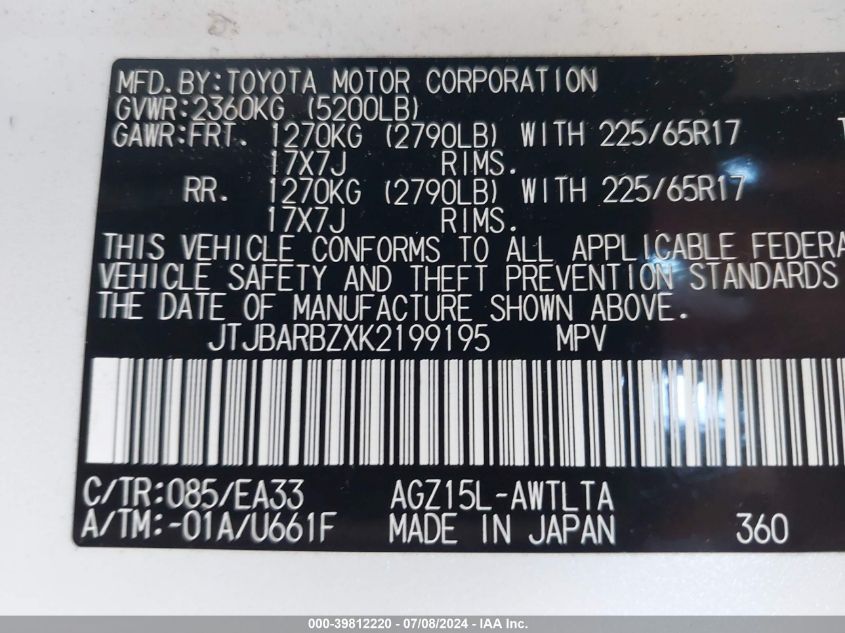 MFD.BY:TOYOTA MOTOR CORPORATION
GVWR:2360KG (5200LB)
GAWR:FRT. 1270KG (2790LB) WITH 225/65R17
17X7J RIMS.
RR. 1270KG (2790LB) WITH 225/65R17
17X7J RIMS.
THIS VEHICLE CONFORMS TO ALL APPLICABLE FEDERA
VEHICLE SAFETY AND THEFT PREVENTION STANDARDS
THE DATE OF MANUFACTURE SHOWN ABOVE.
JTJBARBZXK2199195 MPV
C/TR:085/EA33 AGZ15L-AWTLTA
A/TM:-01A/U661F MADE IN JAPAN 360
000-39812220 - 07/08/2024 - IAA Inc.